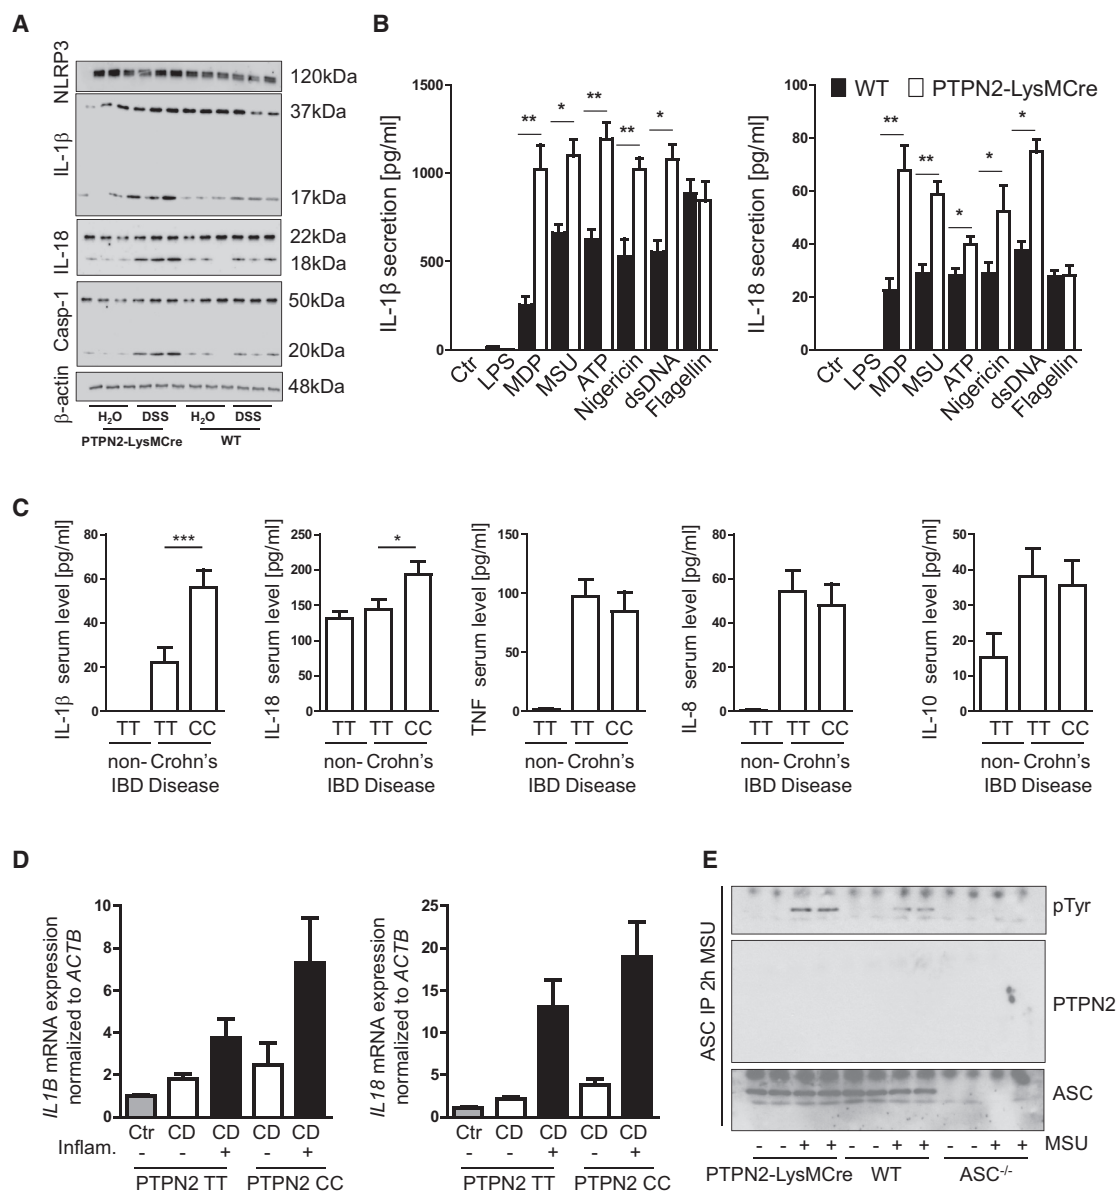 A
NLRP3
120kDa
IL-1β
37kDa
17kDa
IL-18
22kDa
18kDa
Casp-1
50kDa
20kDa
β-actin
48kDa
H2O DSS H2O DSS
PTPN2-LysMCre WT
B
WT PTPN2-LysMCre
IL-1β secretion [pg/ml]
1500
1000
500
0
** * ** ** *
Ctr LPS MDP MSU ATP Nigericin dsDNA Flagellin
IL-18 secretion [pg/ml]
100
80
60
40
20
0
** ** * * *
Ctr LPS MDP MSU ATP Nigericin dsDNA Flagellin
C
IL-1β serum level [pg/ml]
80
60
40
20
0
***
TT TT CC
non- Crohn's
IBD Disease
IL-18 serum level [pg/ml]
250
200
150
200
50
0
*
TT TT CC
non- Crohn's
IBD Disease
TNF serum level [pg/ml]
150
100
50
0
TT TT CC
non- Crohn's
IBD Disease
IL-8 serum level [pg/ml]
80
60
40
20
0
TT TT CC
non- Crohn's
IBD Disease
IL-10 serum level [pg/ml]
50
40
30
20
10
0
TT TT CC
non- Crohn's
IBD Disease
D
IL1B mRNA expression
normalized to ACTB
10
8
6
4
2
0
Ctr CD CD CD CD
Inflam. - - + - +
PTPN2 TT PTPN2 CC
IL18 mRNA expression
normalized to ACTB
25
20
15
10
5
0
Ctr CD CD CD CD
- - + - +
PTPN2 TT PTPN2 CC
E
ASC IP 2h MSU
pTyr
PTPN2
ASC
- - + + - - + + - - + + MSU
PTPN2-LysMCre WT ASC-/-